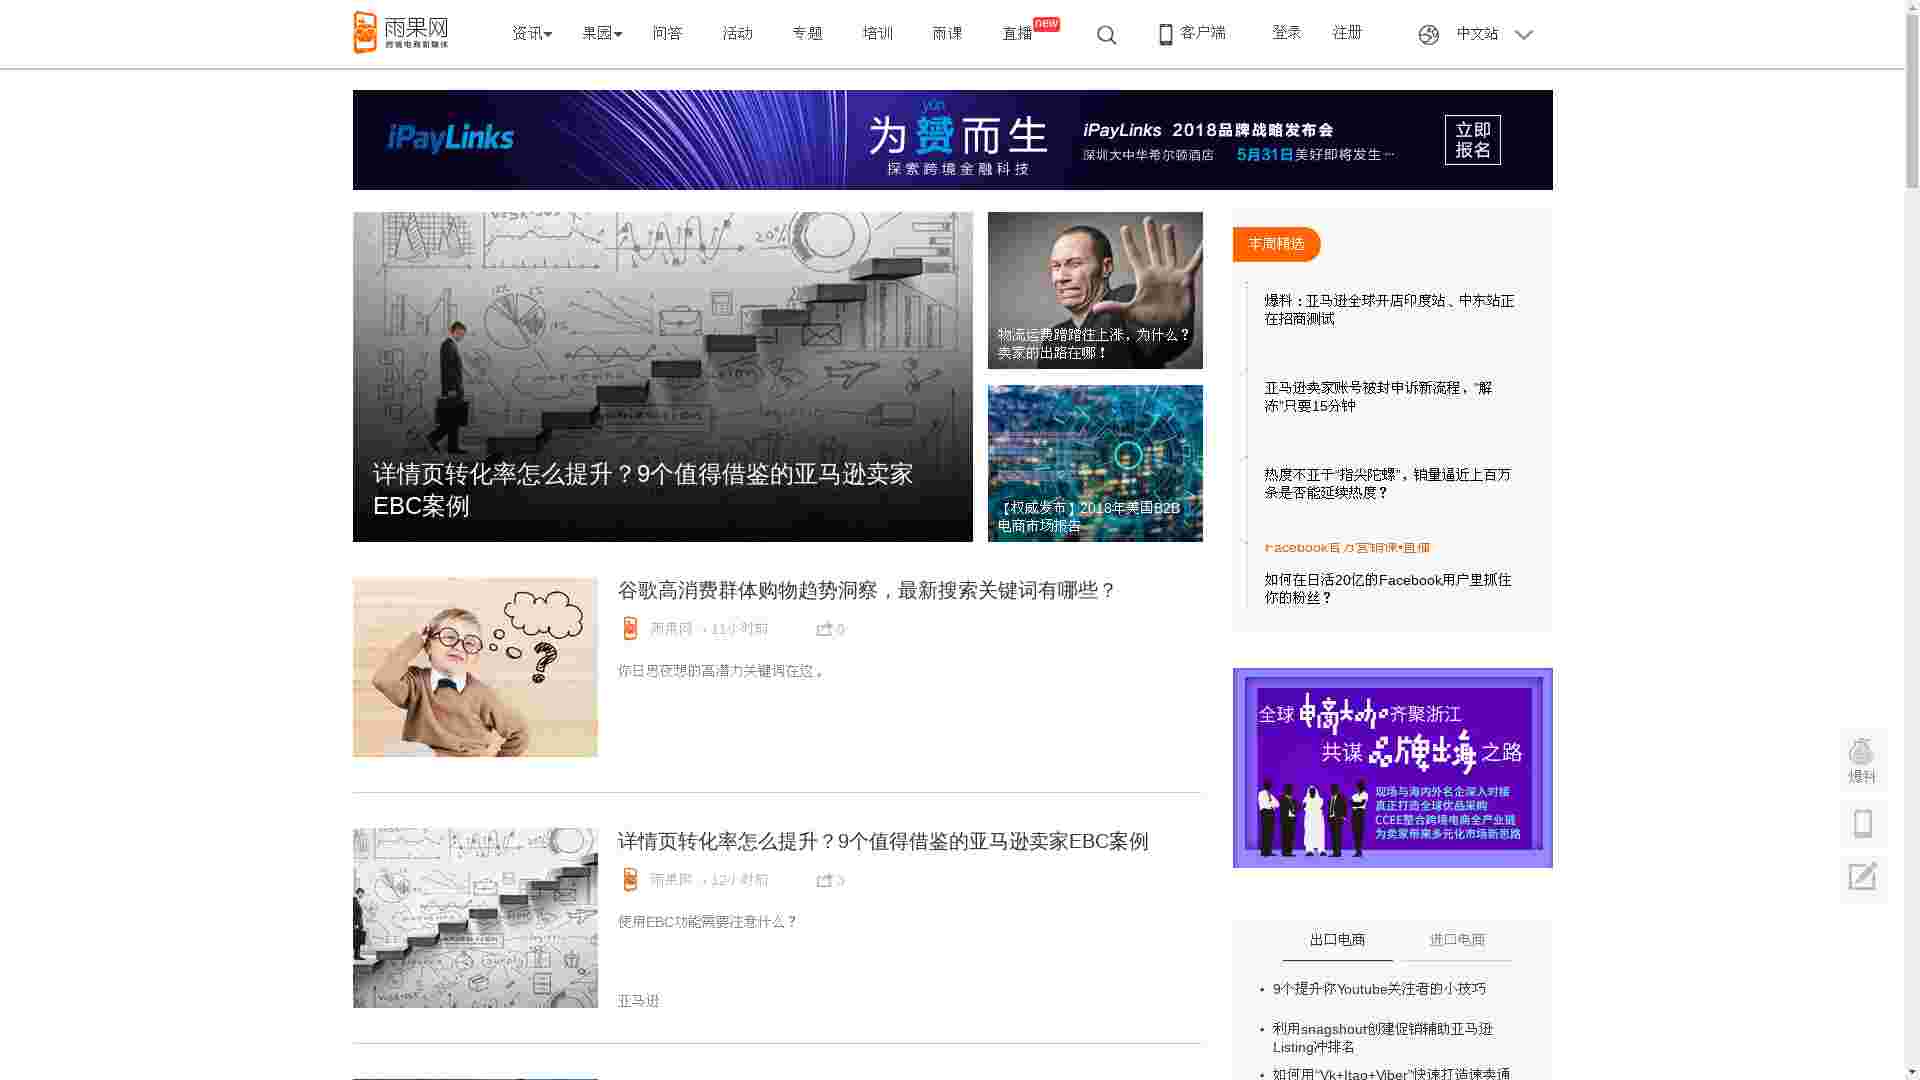 雨果网
跨境电商新媒体
资讯
果园
问答
活动
专题
培训
雨课
直播
new
客户端
登录
注册
中文站
iPayLinks
yūn
为赟而生
探索跨境金融科技
iPayLinks 2018品牌战略发布会
深圳大中华希尔顿酒店 5月31日美好即将发生…
立即
报名
详情页转化率怎么提升？9个值得借鉴的亚马逊卖家
EBC案例
物流运费蹭蹭往上涨，为什么？
卖家的出路在哪！
【权威发布】2018年美国B2B
电商市场报告
本周精选
爆料：亚马逊全球开店印度站、中东站正
在招商测试
亚马逊卖家账号被封申诉新流程，“解
冻”只要15分钟
热度不亚于“指尖陀螺”，销量逼近上百万
条是否能延续热度？
Facebook官方营销课•直播
如何在日活20亿的Facebook用户里抓住
你的粉丝？
谷歌高消费群体购物趋势洞察，最新搜索关键词有哪些？
雨果网 · 11小时前 0
你日思夜想的高潜力关键词在这。
详情页转化率怎么提升？9个值得借鉴的亚马逊卖家EBC案例
雨果网 · 12小时前
使用EBC功能需要注意什么？
亚马逊
全球电商大咖齐聚浙江
共谋品牌出海之路
现场与海内外名企深入对接
真正打造全球优品采购
CCEE整合跨境电商全产业链
为卖家带来多元化市场新思路
爆料
出口电商
进口电商
• 9个提升你Youtube关注者的小技巧
• 利用snagshout创建促销辅助亚马逊
Listing冲排名
• 如何用“Vk+Itao+Viber”快速打造速卖通